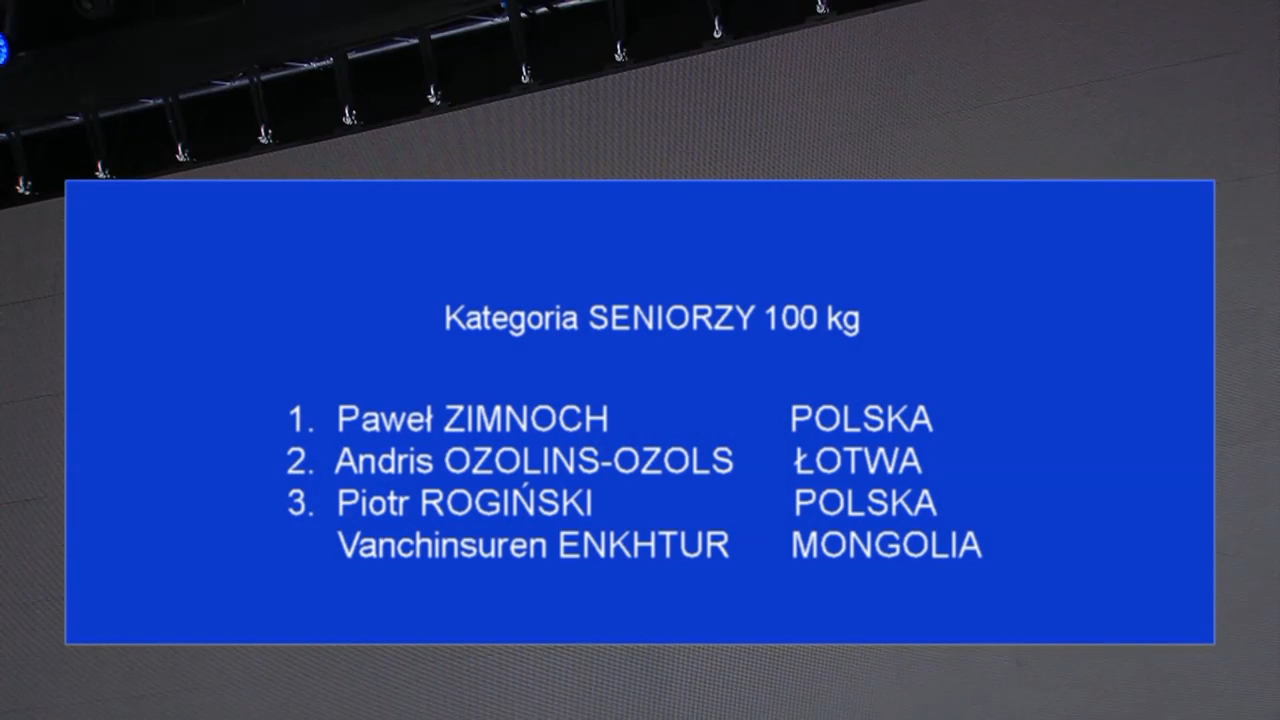 Kategoria SENIORZY 100 kg
1. Paweł ZIMNOCH POLSKA
2. Andris OZOLINS-OZOLS ŁOTWA
3. Piotr ROGIŃSKI POLSKA
Vanchinsuren ENKHTUR MONGOLIA